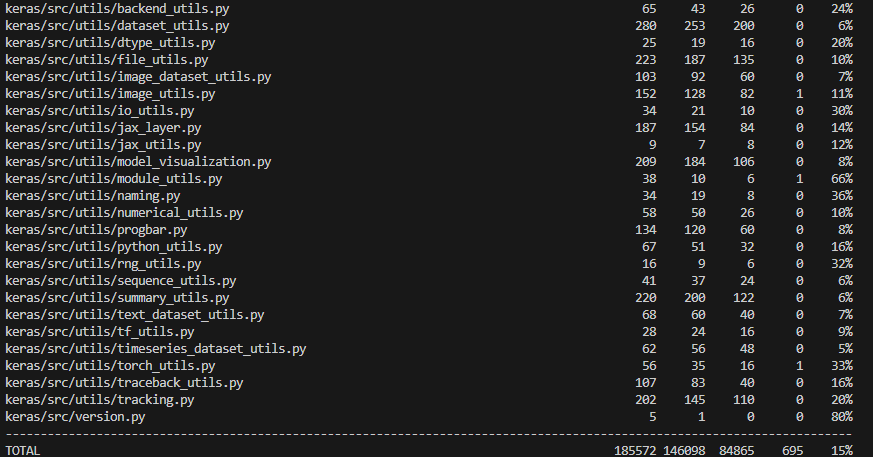 keras/src/utils/backend_utils.py 65 43 26 0 24%
keras/src/utils/dataset_utils.py 280 253 200 0 6%
keras/src/utils/dtype_utils.py 25 19 16 0 20%
keras/src/utils/file_utils.py 223 187 135 0 10%
keras/src/utils/image_dataset_utils.py 103 92 60 0 7%
keras/src/utils/image_utils.py 152 128 82 1 11%
keras/src/utils/io_utils.py 34 21 10 0 30%
keras/src/utils/jax_layer.py 187 154 84 0 14%
keras/src/utils/jax_utils.py 9 7 8 0 12%
keras/src/utils/model_visualization.py 209 184 106 0 8%
keras/src/utils/module_utils.py 38 10 6 1 66%
keras/src/utils/naming.py 34 19 8 0 36%
keras/src/utils/numerical_utils.py 58 50 26 0 10%
keras/src/utils/progbar.py 134 120 60 0 8%
keras/src/utils/python_utils.py 67 51 32 0 16%
keras/src/utils/rng_utils.py 16 9 6 0 32%
keras/src/utils/sequence_utils.py 41 37 24 0 6%
keras/src/utils/summary_utils.py 220 200 122 0 6%
keras/src/utils/text_dataset_utils.py 68 60 40 0 7%
keras/src/utils/tf_utils.py 28 24 16 0 9%
keras/src/utils/timeseries_dataset_utils.py 62 56 48 0 5%
keras/src/utils/torch_utils.py 56 35 16 1 33%
keras/src/utils/traceback_utils.py 107 83 40 0 16%
keras/src/utils/tracking.py 202 145 110 0 20%
keras/src/version.py 5 1 0 0 80%
------------------------------------------------------------------------------------------------------------------------
TOTAL 185572 146098 84865 695 15%